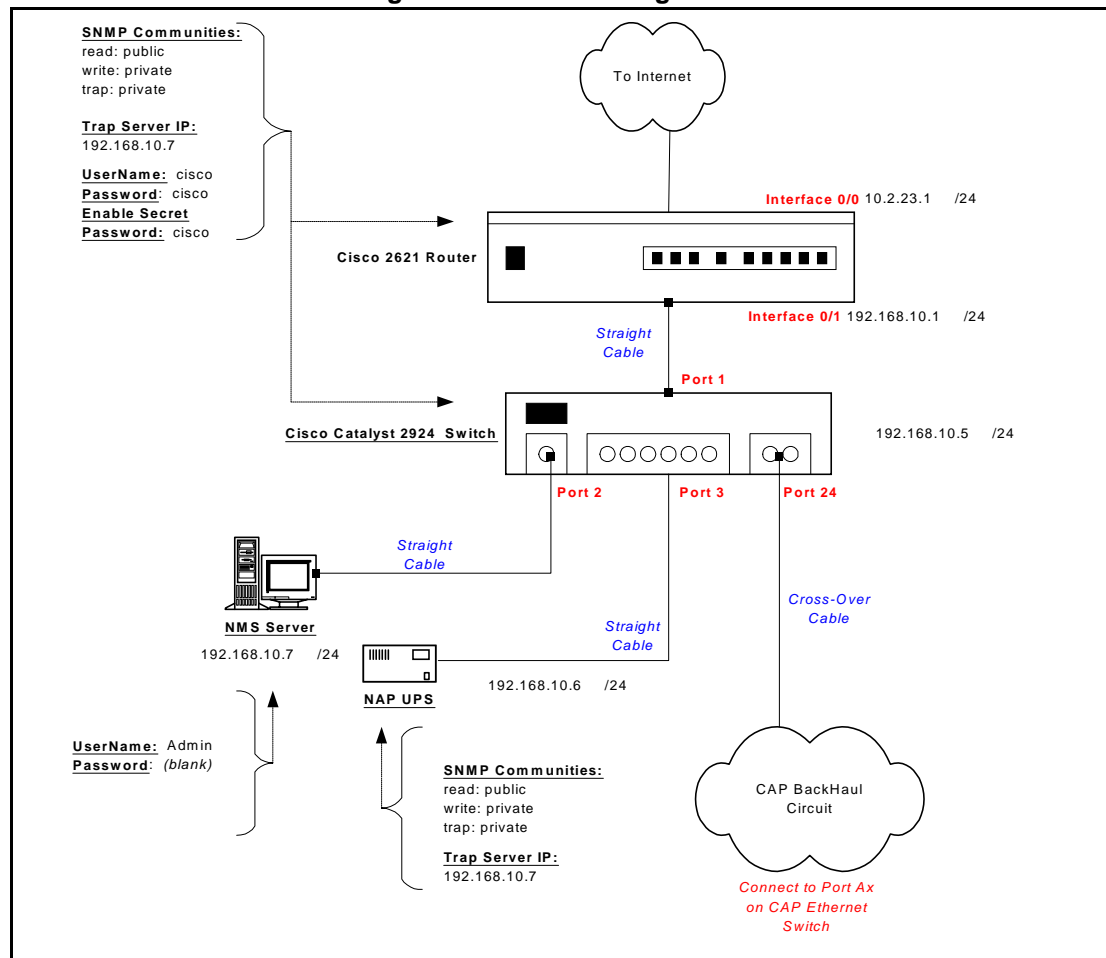 SNMP Communities:
read: public
write: private
trap: private
Trap Server IP:
192.168.10.7
UserName: cisco
Password: cisco
Enable Secret
Password: cisco
To Internet
Interface 0/0 10.2.23.1 /24
Cisco 2621 Router
Interface 0/1 192.168.10.1 /24
Straight
Cable
Port 1
Cisco Catalyst 2924 Switch
192.168.10.5 /24
Port 2
Port 3
Port 24
Straight
Cable
Cross-Over
Cable
NMS Server
192.168.10.7 /24
Straight
Cable
192.168.10.6 /24
NAP UPS
UserName: Admin
Password: (blank)
SNMP Communities:
read: public
write: private
trap: private
Trap Server IP:
192.168.10.7
CAP BackHaul
Circuit
Connect to Port Ax
on CAP Ethernet
Switch